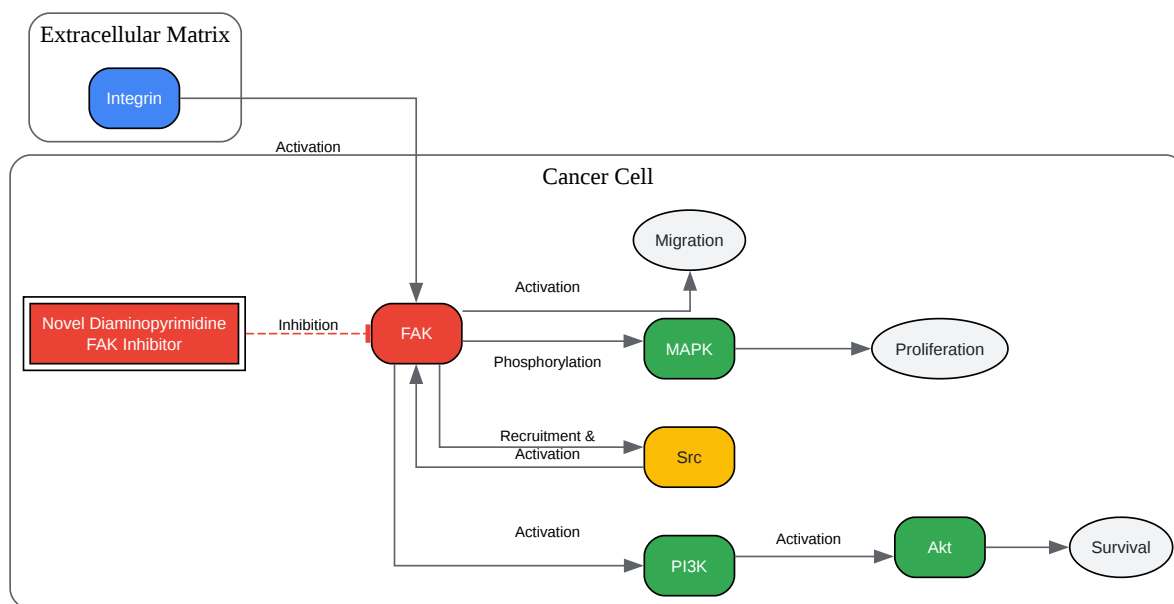 Extracellular Matrix
Integrin
Activation
Cancer Cell
Migration
Activation
Novel Diaminopyrimidine
FAK Inhibitor
Inhibition
FAK
MAPK
Proliferation
Phosphorylation
Recruitment &
Activation
Src
Activation
PI3K
Activation
Akt
Survival